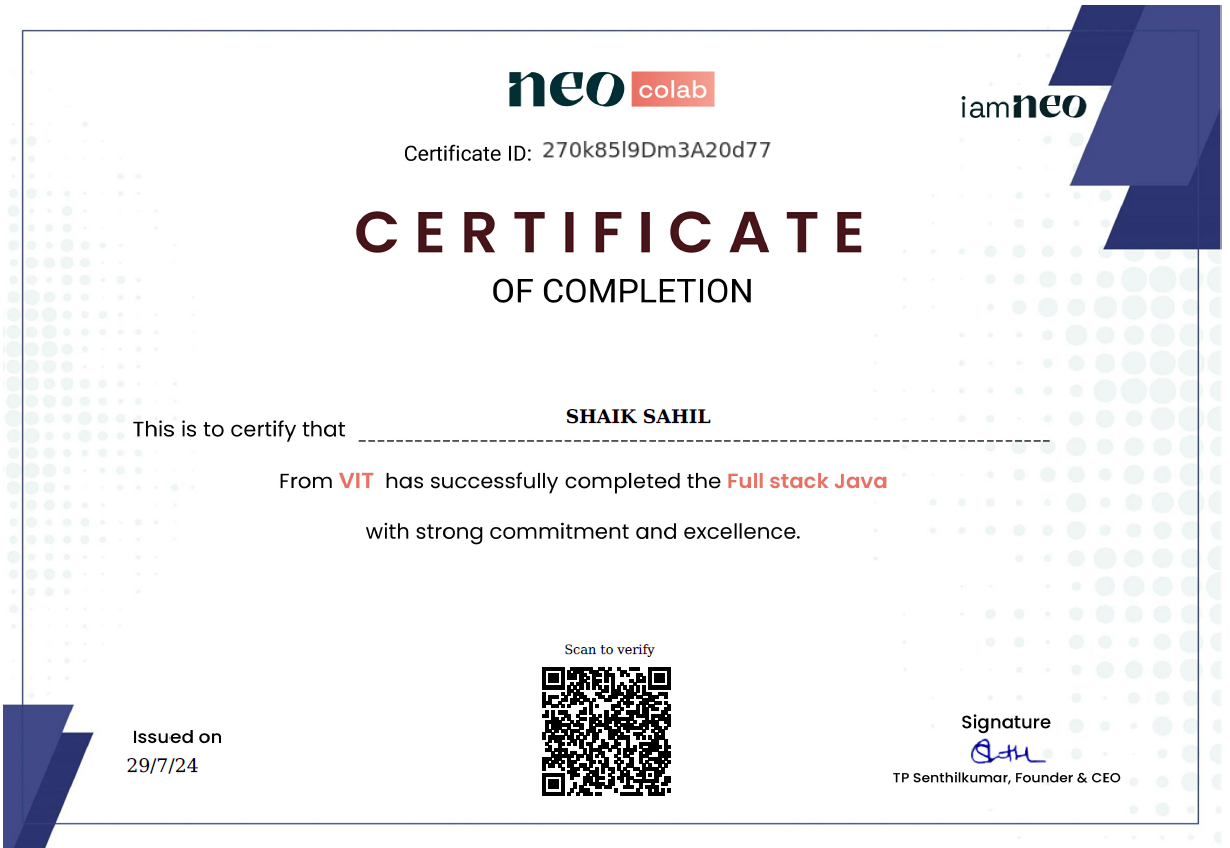 neo colab
iamneo
Certificate ID: 270k85l9Dm3A20d77
CERTIFICATE
OF COMPLETION
This is to certify that SHAIK SAHIL
From VIT has successfully completed the Full stack Java
with strong commitment and excellence.
Scan to verify
Issued on
29/7/24
Signature
TP Senthilkumar, Founder & CEO